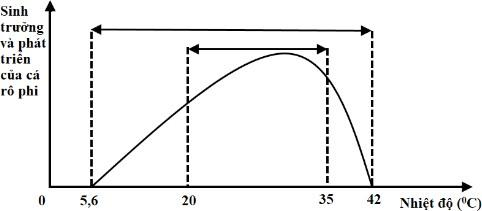 Sinh
trưởng
và phát
triển
của cá
rô phi
0
5,6
20
35
42
Nhiệt độ (⁰C)